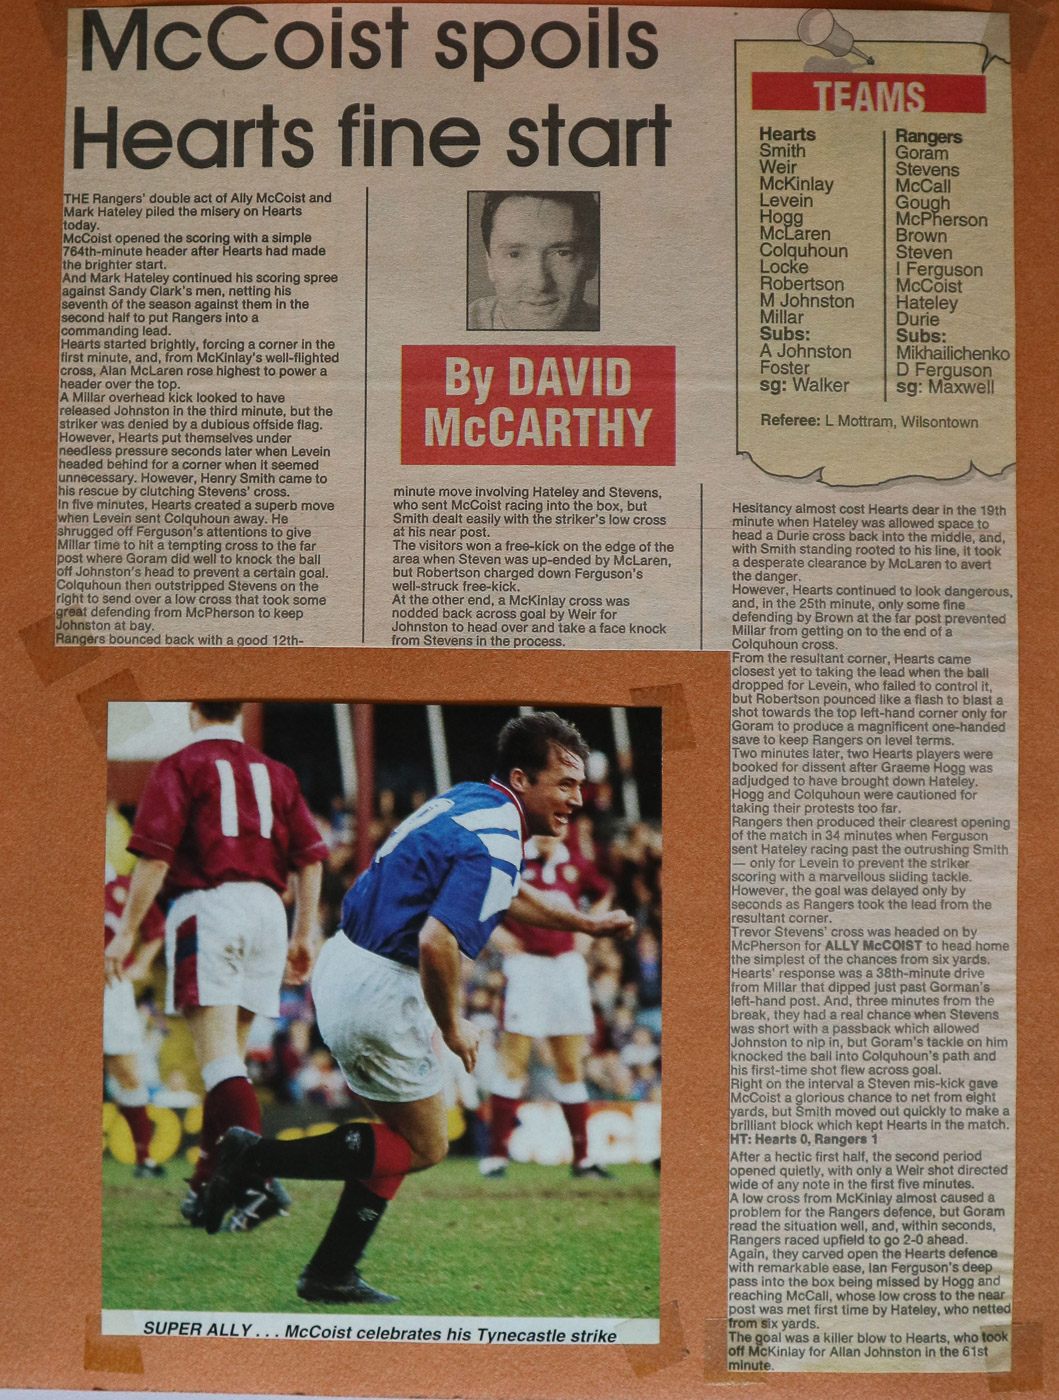 McCoist spoils
Hearts fine start
THE Rangers' double act of Ally McCoist and
Mark Hateley piled the misery on Hearts
today.
McCoist opened the scoring with a simple
764th-minute header after Hearts had made
the brighter start.
And Mark Hateley continued his scoring spree
against Sandy Clark's men, netting his
seventh of the season against them in the
second half to put Rangers into a
commanding lead.
Hearts started brightly, forcing a corner in the
first minute, and, from McKinlay's well-flighted
cross, Alan McLaren rose highest to power a
header over the top.
A Millar overhead kick looked to have
released Johnston in the third minute, but the
striker was denied by a dubious offside flag.
However, Hearts put themselves under
needless pressure seconds later when Levein
headed behind for a corner when it seemed
unnecessary. However, Henry Smith came to
his rescue by clutching Stevens' cross.
In five minutes, Hearts created a superb move
when Levein sent Colquhoun away. He
shrugged off Ferguson's attentions to give
Millar time to hit a tempting cross to the far
post where Goram did well to knock the ball
off Johnston's head to prevent a certain goal.
Colquhoun then outstripped Stevens on the
right to send over a low cross that took some
great defending from McPherson to keep
Johnston at bay.
Rangers bounced back with a good 12th-
By DAVID
McCARTHY
minute move involving Hateley and Stevens,
who sent McCoist racing into the box, but
Smith dealt easily with the striker's low cross
at his near post.
The visitors won a free-kick on the edge of the
area when Steven was up-ended by McLaren,
but Robertson charged down Ferguson's
well-struck free-kick.
At the other end, a McKinlay cross was
nodded back across goal by Weir for
Johnston to head over and take a face knock
from Stevens in the process.
TEAMS
Hearts
Smith
Weir
McKinlay
Levein
Hogg
McLaren
Colquhoun
Locke
Robertson
M Johnston
Millar
Subs:
A Johnston
Foster
sg: Walker
Rangers
Goram
Stevens
McCall
Gough
McPherson
Brown
Steven
I Ferguson
McCoist
Hateley
Durie
Subs:
Mikhailichenko
D Ferguson
sg: Maxwell
Referee: L Mottram, Wilsontown
Hesitancy almost cost Hearts dear in the 19th
minute when Hateley was allowed space to
head a Durie cross back into the middle, and,
with Smith standing rooted to his line, it took
a desperate clearance by McLaren to avert
the danger.
However, Hearts continued to look dangerous,
and, in the 25th minute, only some fine
defending by Brown at the far post prevented
Millar from getting on to the end of a
Colquhoun cross.
From the resultant corner, Hearts came
closest yet to taking the lead when the ball
dropped for Levein, who failed to control it,
but Robertson pounced like a flash to blast a
shot towards the top left-hand corner only for
Goram to produce a magnificent one-handed
save to keep Rangers on level terms.
Two minutes later, two Hearts players were
booked for dissent after Graeme Hogg was
adjudged to have brought down Hateley.
Hogg and Colquhoun were cautioned for
taking their protests too far.
Rangers then produced their clearest opening
of the match in 34 minutes when Ferguson
sent Hateley racing past the outrushing Smith
— only for Levein to prevent the striker
scoring with a marvellous sliding tackle.
However, the goal was delayed only by
seconds as Rangers took the lead from the
resultant corner.
Trevor Stevens' cross was headed on by
McPherson for ALLY McCOIST to head home
the simplest of the chances from six yards.
Hearts' response was a 38th-minute drive
from Millar that dipped just past Gorman's
left-hand post. And, three minutes from the
break, they had a real chance when Stevens
was short with a passback which allowed
Johnston to nip in, but Goram's tackle on him
knocked the ball into Colquhoun's path and
his first-time shot flew across goal.
Right on the interval a Steven mis-kick gave
McCoist a glorious chance to net from eight
yards, but Smith moved out quickly to make a
brilliant block which kept Hearts in the match.
HT: Hearts 0, Rangers 1
After a hectic first half, the second period
opened quietly, with only a Weir shot directed
wide of any note in the first five minutes.
A low cross from McKinlay almost caused a
problem for the Rangers defence, but Goram
read the situation well, and, within seconds,
Rangers raced upfield to go 2-0 ahead.
Again, they carved open the Hearts defence
with remarkable ease, Ian Ferguson's deep
pass into the box being missed by Hogg and
reaching McCall, whose low cross to the near
post was met first time by Hateley, who netted
from six yards.
The goal was a killer blow to Hearts, who took
off McKinlay for Allan Johnston in the 61st
minute.
11
SUPER ALLY . . . McCoist celebrates his Tynecastle strike